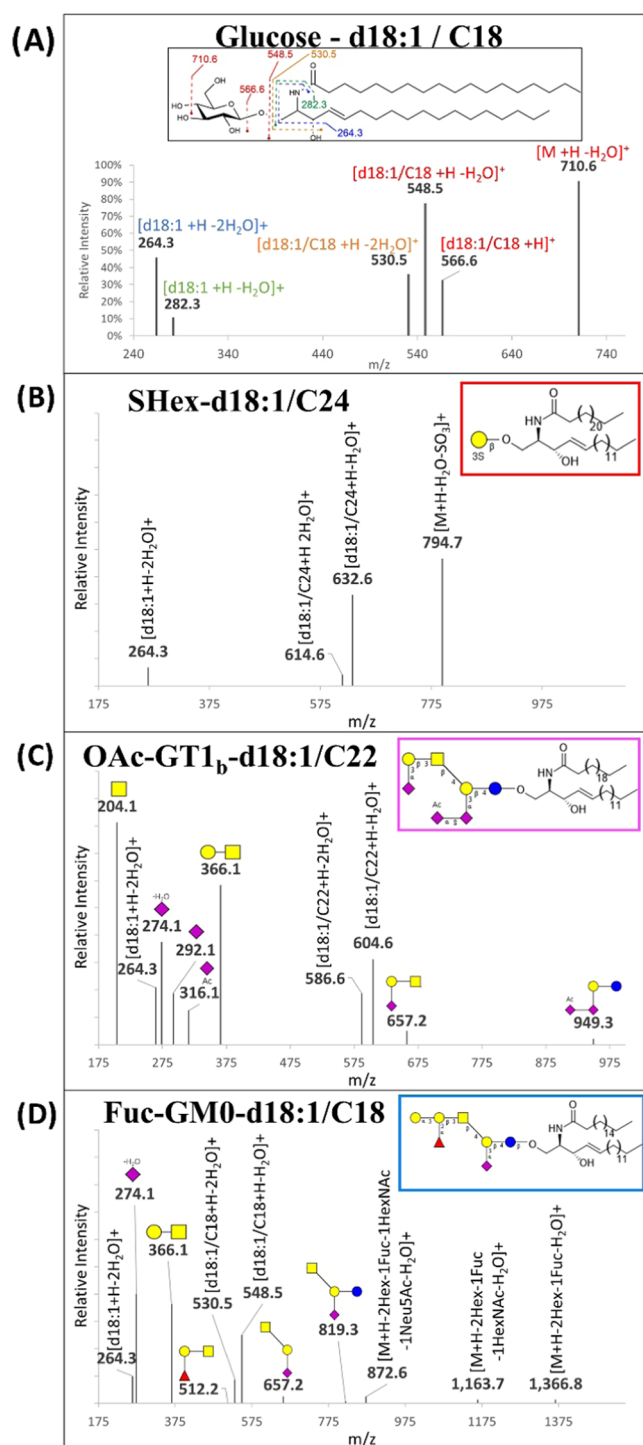 (A)
Glucose - d18:1 / C18
710.6
548.5
530.5
566.6
282.3
264.3
HO
OH
O
HO
OH
OH
O
HN
O
OH
[M +H -H₂O]⁺
710.6
[d18:1/C18 +H -H₂O]⁺
548.5
[d18:1 +H -2H₂O]+
264.3
[d18:1/C18 +H -2H₂O]⁺
530.5
[d18:1/C18 +H]⁺
566.6
[d18:1 +H -H₂O]+
282.3
Relative Intensity
100%
90%
80%
70%
60%
50%
40%
30%
20%
10%
0%
240
340
440
540
640
740
m/z
(B)
SHex-d18:1/C24
O
HN
20
O
β
3S
OH
11
Relative Intensity
[d18:1+H-2H₂O]+
264.3
[d18:1/C24+H 2H₂O]+
614.6
[d18:1/C24+H-H₂O]+
632.6
[M+H-H₂O-SO₃]+
794.7
175
375
575
775
975
m/z
(C)
OAc-GT1b-d18:1/C22
3
β
3
α
β
4
3
α
β
4
Ac
α
8
O
HN
O
18
OH
11
Relative Intensity
204.1
[d18:1+H-2H₂O]+
264.3
-H₂O
274.1
292.1
Ac
316.1
366.1
[d18:1/C22+H-2H₂O]+
586.6
[d18:1/C22+H-H₂O]+
604.6
657.2
Ac
949.3
175
275
375
475
575
675
775
875
975
m/z
(D)
Fuc-GM0-d18:1/C18
α
3
β
3
2
α
β
4
3
α
β
4
β
O
HN
O
14
OH
11
Relative Intensity
[d18:1+H-2H₂O]+
264.3
-H₂O
274.1
366.1
512.2
[d18:1/C18+H-2H₂O]+
530.5
[d18:1/C18+H-H₂O]+
548.5
657.2
819.3
[M+H-2Hex-1Fuc-1HexNAc
-1Neu5Ac-H₂O]+
872.6
[M+H-2Hex-1Fuc
-1HexNAc-H₂O]+
1,163.7
[M+H-2Hex-1Fuc-H₂O]+
1,366.8
175
375
575
775
975
1175
1375
m/z